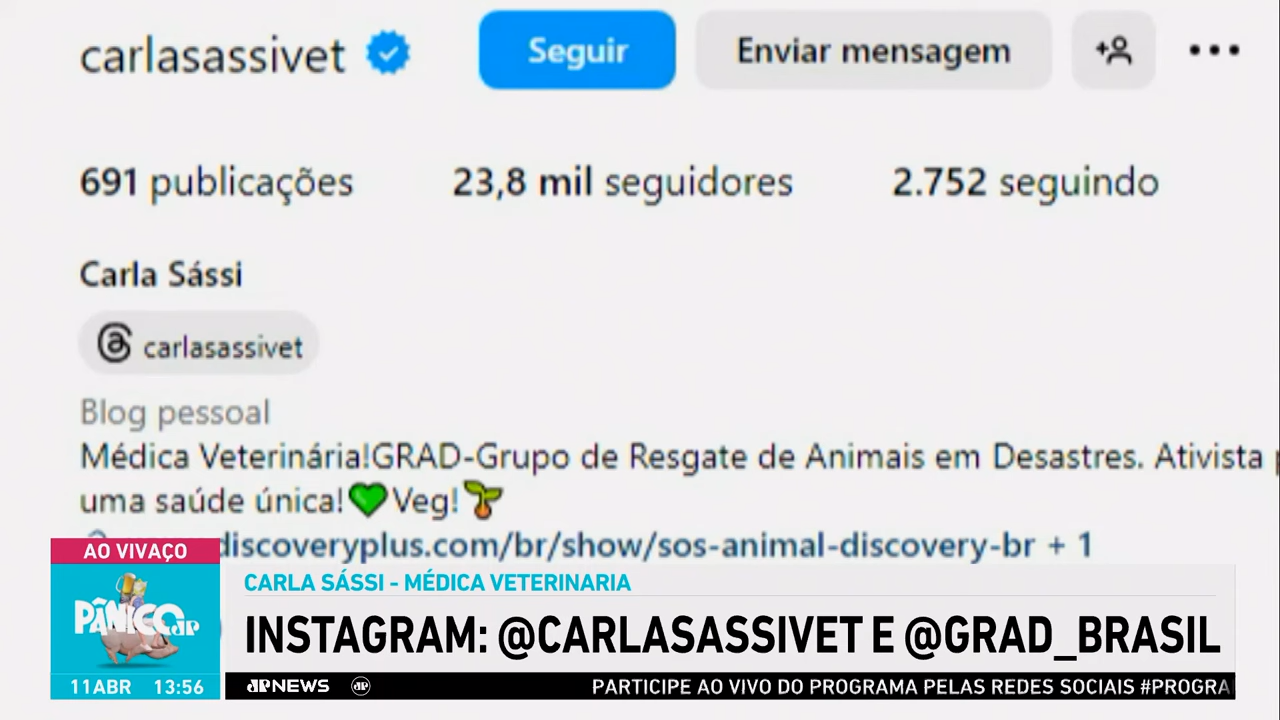 carlasassivet
Seguir
Enviar mensagem
691 publicações
23,8 mil seguidores
2.752 seguindo
Carla Sássi
carlasassivet
Blog pessoal
Médica Veterinária!GRAD-Grupo de Resgate de Animais em Desastres. Ativista
uma saúde única!💚Veg!🌱
discoveryplus.com/br/show/sos-animal-discovery-br + 1
AO VIVAÇO
PÂNICO JP
11ABR 13:56
CARLA SÁSSI - MÉDICA VETERINARIA
INSTAGRAM: @CARLASASSIVET E @GRAD_BRASIL
JP NEWS
JP
PARTICIPE AO VIVO DO PROGRAMA PELAS REDES SOCIAIS #PROGRA